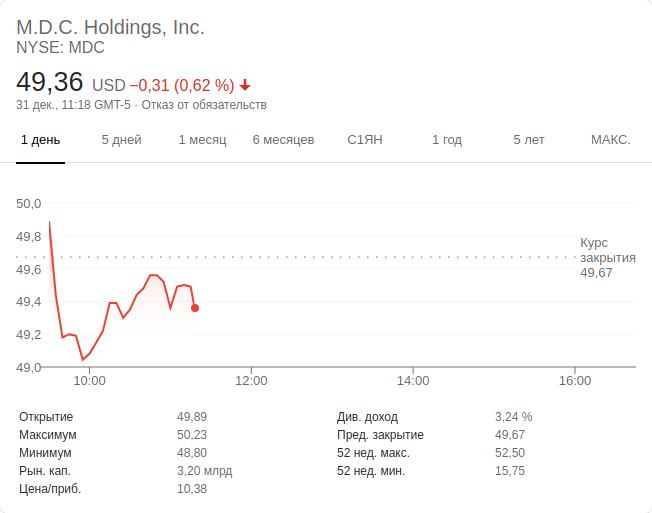 M.D.C. Holdings, Inc.
NYSE: MDC
49,36 USD −0,31 (0,62 %)
31 дек., 11:18 GMT-5 · Отказ от обязательств
1 день 5 дней 1 месяц 6 месяцев С1ЯН 1 год 5 лет МАКС.
50,0
49,8
Курс
закрытия
49,67
49,6
49,4
49,2
49,0
10:00 12:00 14:00 16:00
Открытие 49,89 Див. доход 3,24 %
Максимум 50,23 Пред. закрытие 49,67
Минимум 48,80 52 нед. макс. 52,50
Рын. кап. 3,20 млрд 52 нед. мин. 15,75
Цена/приб. 10,38